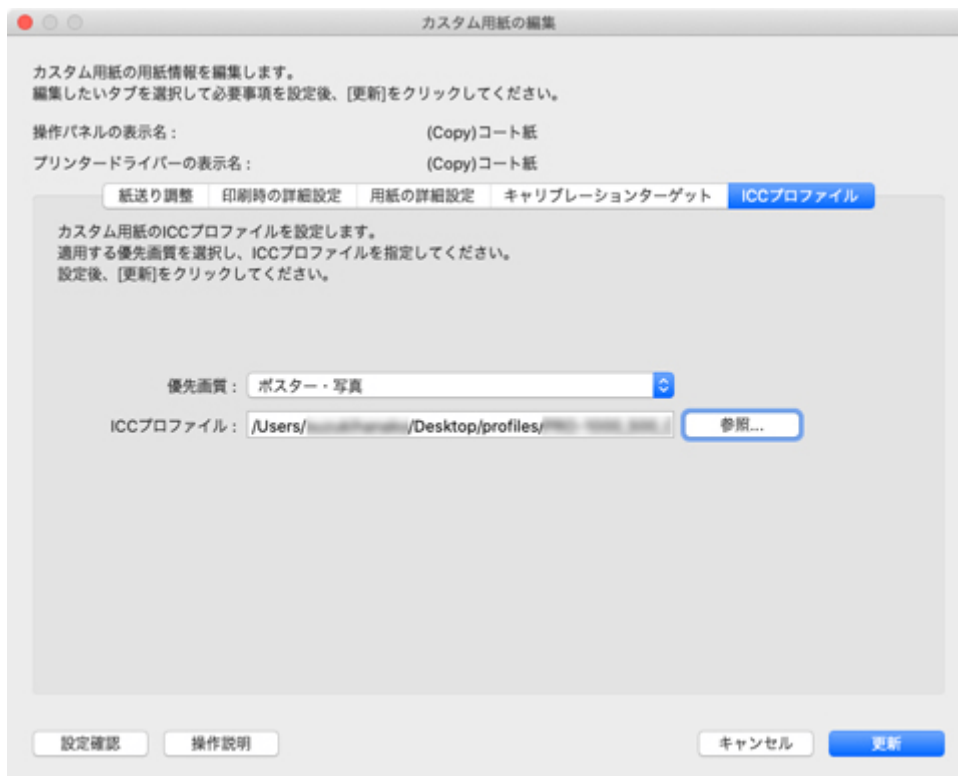 カスタム用紙の編集
カスタム用紙の用紙情報を編集します。
編集したいタブを選択して必要事項を設定後、[更新]をクリックしてください。
操作パネルの表示名： (Copy)コート紙
プリンタードライバーの表示名： (Copy)コート紙
紙送り調整 印刷時の詳細設定 用紙の詳細設定 キャリブレーションターゲット ICCプロファイル
カスタム用紙のICCプロファイルを設定します。
適用する優先画質を選択し、ICCプロファイルを指定してください。
設定後、[更新]をクリックしてください。
優先画質： ポスター・写真
ICCプロファイル： /Users/ /Desktop/profiles/ 参照...
設定確認 操作説明 キャンセル 更新